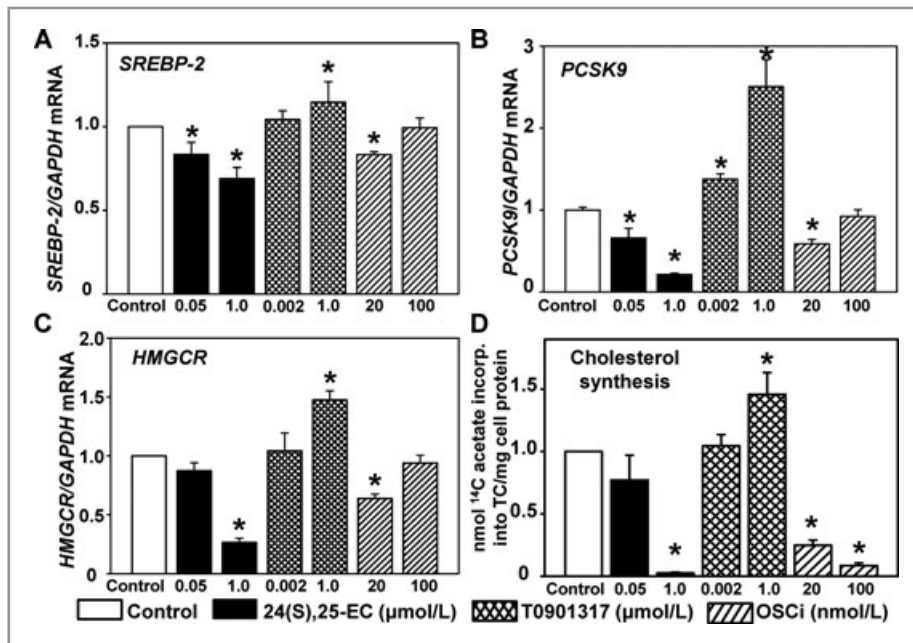 A
SREBP-2
SREBP-2/GAPDH mRNA
1.5
1.0
0.5
0
* * * *
Control 0.05 1.0 0.002 1.0 20 100
B
PCSK9
PCSK9/GAPDH mRNA
3
2
1
0
* * * * *
Control 0.05 1.0 0.002 1.0 20 100
C
HMGCR
HMGCR/GAPDH mRNA
2.0
1.5
1.0
0.5
0
* * *
Control 0.05 1.0 0.002 1.0 20 100
D
Cholesterol
synthesis
nmol ¹⁴C acetate incorp.
into TC/mg cell protein
1.5
1.0
0.5
0
* * * *
Control 0.05 1.0 0.002 1.0 20 100
Control 24(S),25-EC (μmol/L) T0901317 (μmol/L) OSCi (nmol/L)